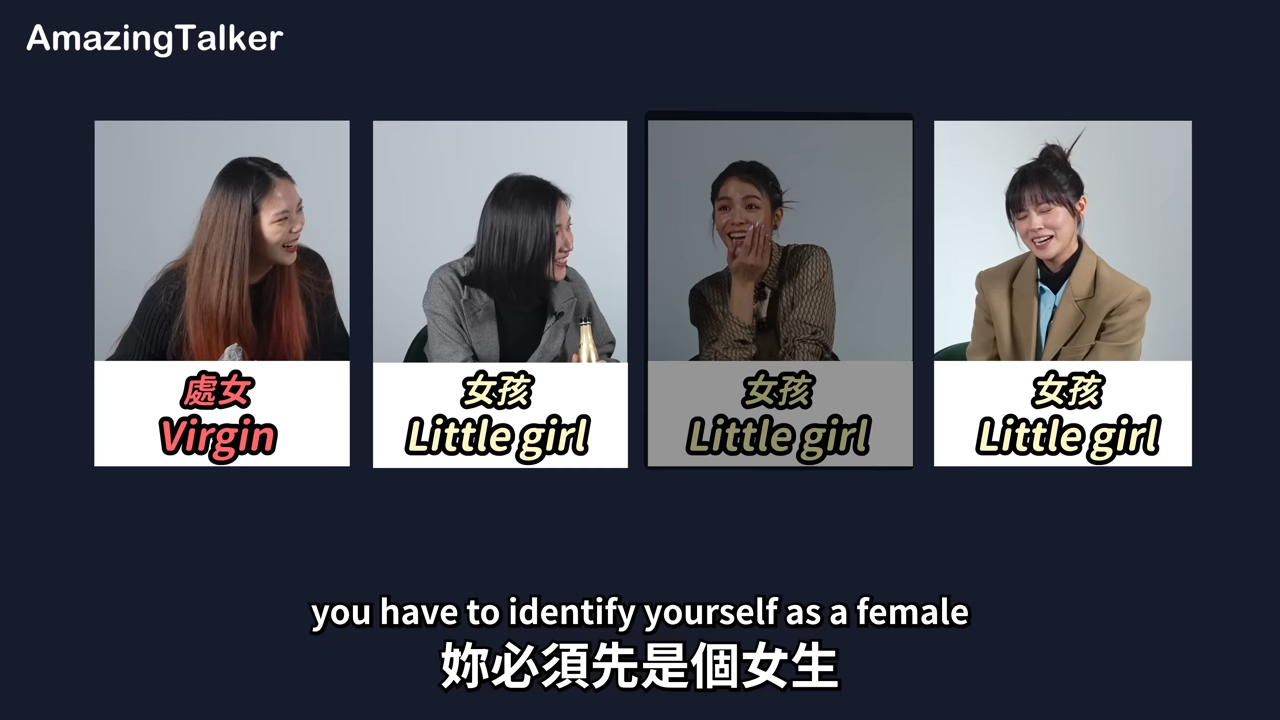 AmazingTalker
處女
Virgin
女孩
Little girl
女孩
Little girl
女孩
Little girl
you have to identify yourself as a female
妳必須先是個女生